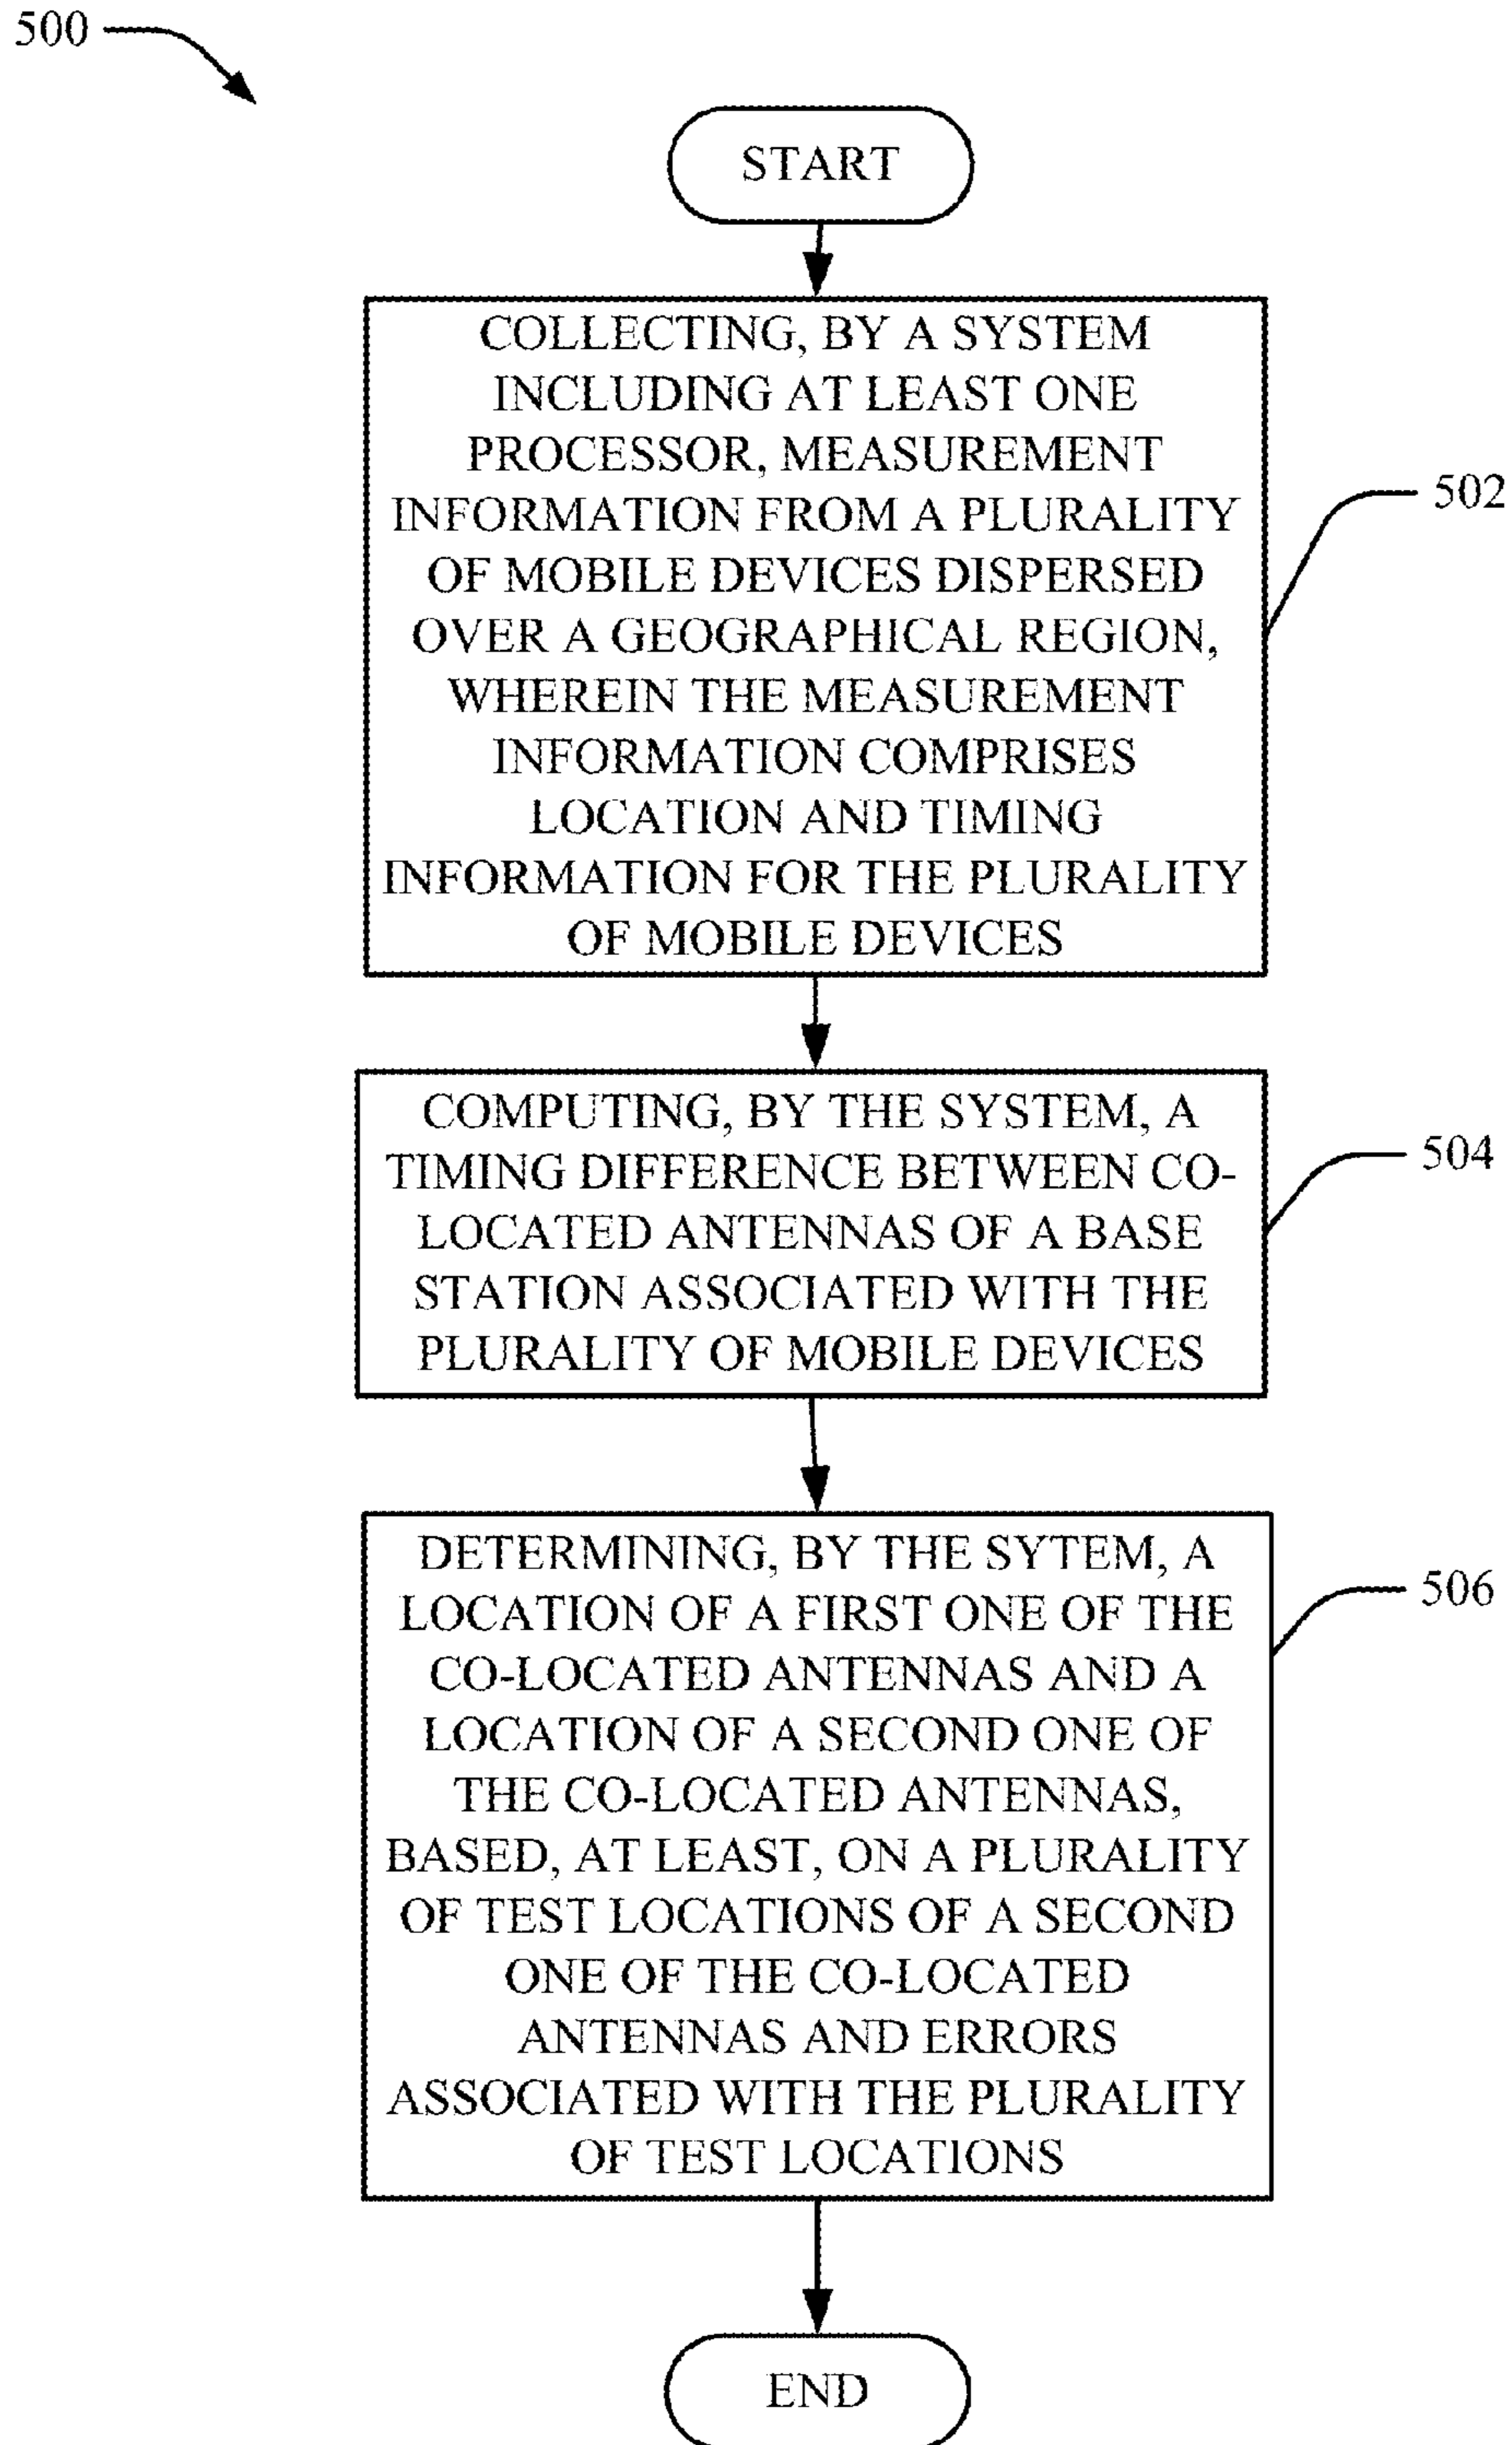 500
START
COLLECTING, BY A SYSTEM
INCLUDING AT LEAST ONE
PROCESSOR, MEASUREMENT
INFORMATION FROM A PLURALITY
OF MOBILE DEVICES DISPERSED
OVER A GEOGRAPHICAL REGION,
WHEREIN THE MEASUREMENT
INFORMATION COMPRISES
LOCATION AND TIMING
INFORMATION FOR THE PLURALITY
OF MOBILE DEVICES
502
COMPUTING, BY THE SYSTEM, A
TIMING DIFFERENCE BETWEEN CO-
LOCATED ANTENNAS OF A BASE
STATION ASSOCIATED WITH THE
PLURALITY OF MOBILE DEVICES
504
DETERMINING, BY THE SYTEM, A
LOCATION OF A FIRST ONE OF THE
CO-LOCATED ANTENNAS AND A
LOCATION OF A SECOND ONE OF
THE CO-LOCATED ANTENNAS,
BASED, AT LEAST, ON A PLURALITY
OF TEST LOCATIONS OF A SECOND
ONE OF THE CO-LOCATED
ANTENNAS AND ERRORS
ASSOCIATED WITH THE PLURALITY
OF TEST LOCATIONS
506
END